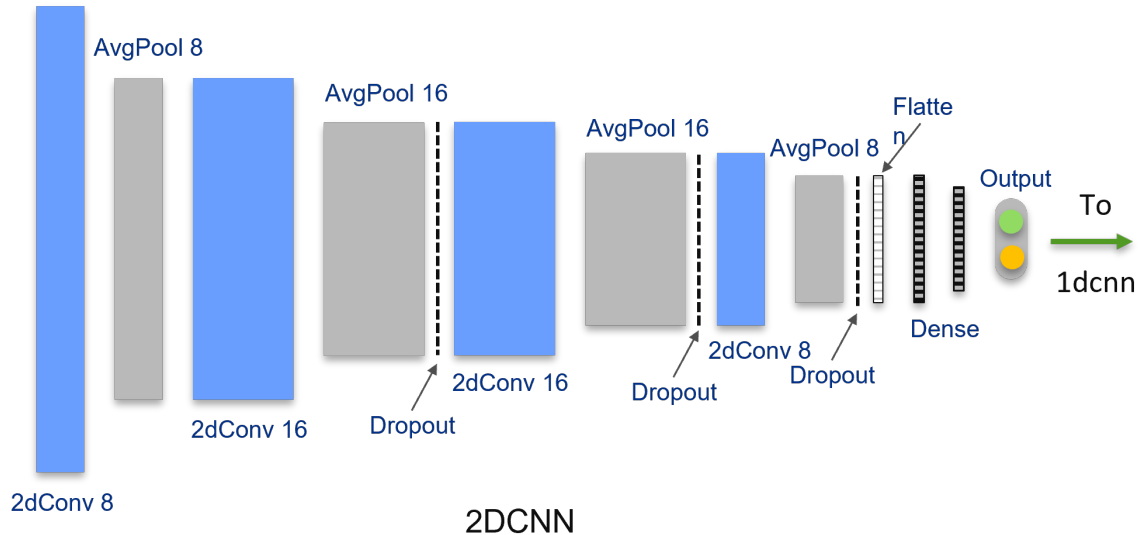 AvgPool 8
AvgPool 16
Flatte
n
AvgPool 16
AvgPool 8
Output
To
1dcnn
Dense
2dConv 8
Dropout
2dConv 16
Dropout
Dropout
2dConv 16
2dConv 8
2DCNN